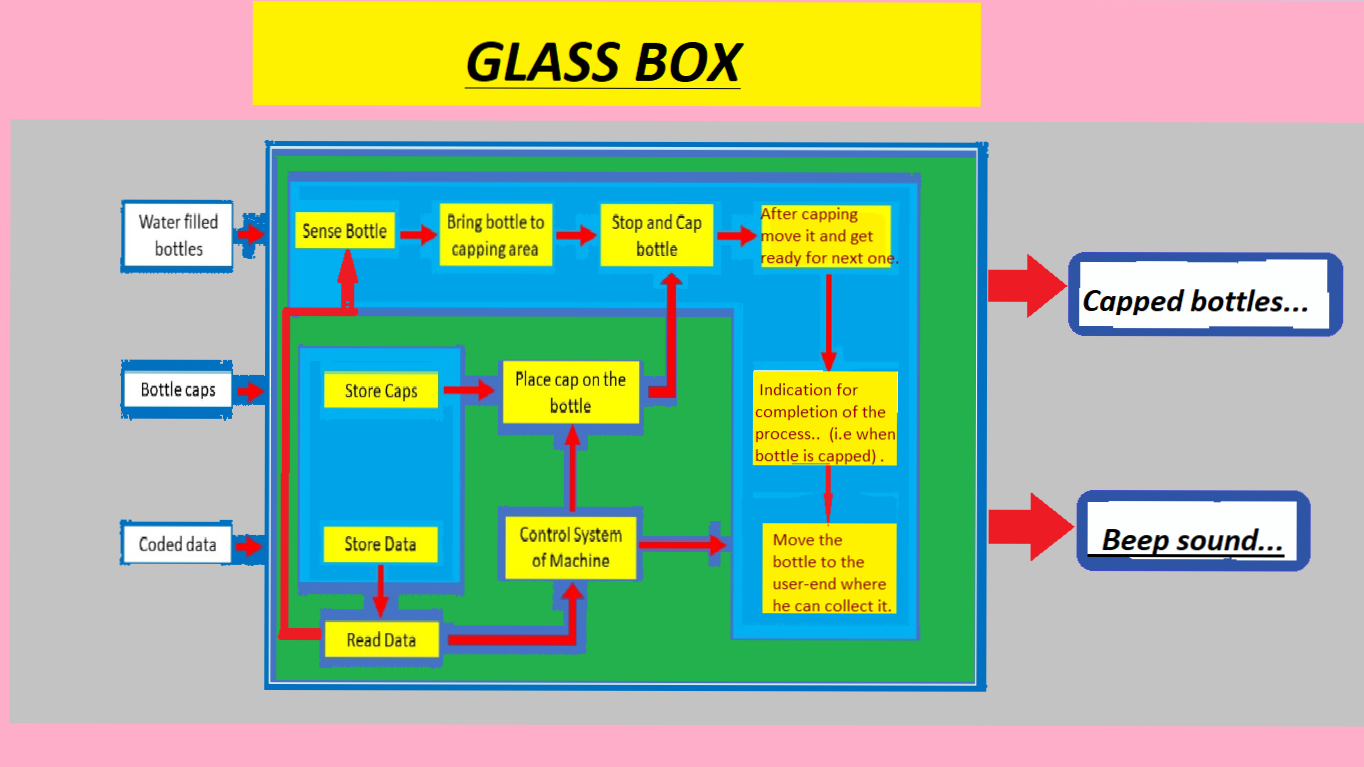 GLASS BOX
Water filled
bottles
Sense Bottle
Bring bottle to
capping area
Stop and Cap
bottle
After capping
move it and get
ready for next one.
Capped bottles...
Bottle caps
Store Caps
Place cap on the
bottle
Indication for
completion of the
process.. (i.e when
bottle is capped) .
Coded data
Store Data
Control System
of Machine
Move the
bottle to the
user-end where
he can collect it.
Beep sound...
Read Data